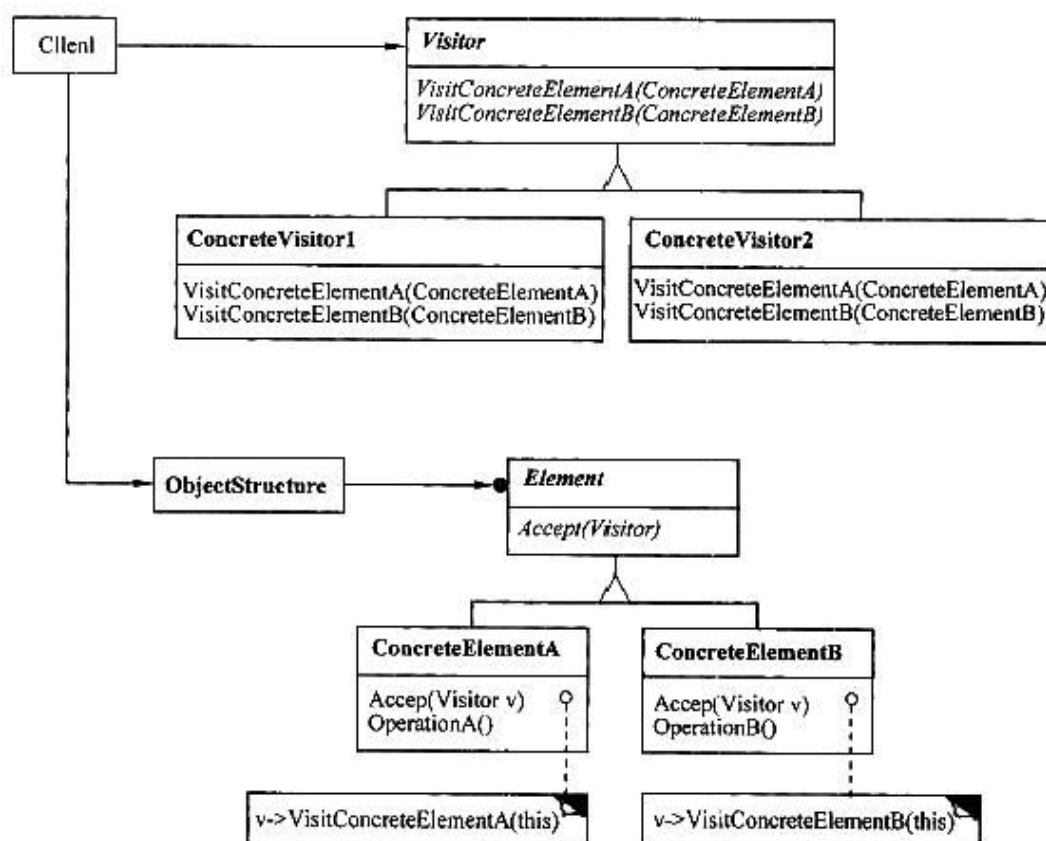 Cllenl
Visitor
VisitConcreteElementA(ConcreteElementA)
VisitConcreteElementB(ConcreteElementB)
ConcreteVisitor1
VisitConcreteElementA(ConcreteElementA)
VisitConcreteElementB(ConcreteElementB)
ConcreteVisitor2
VisitConcreteElementA(ConcreteElementA)
VisitConcreteElementB(ConcreteElementB)
ObjectStructure
Element
Accept(Visitor)
ConcreteElementA
Accep(Visitor v)
OperationA()
ConcreteElementB
Accep(Visitor v)
OperationB()
v->VisitConcreteElementA(this)
v->VisitConcreteElementB(this)